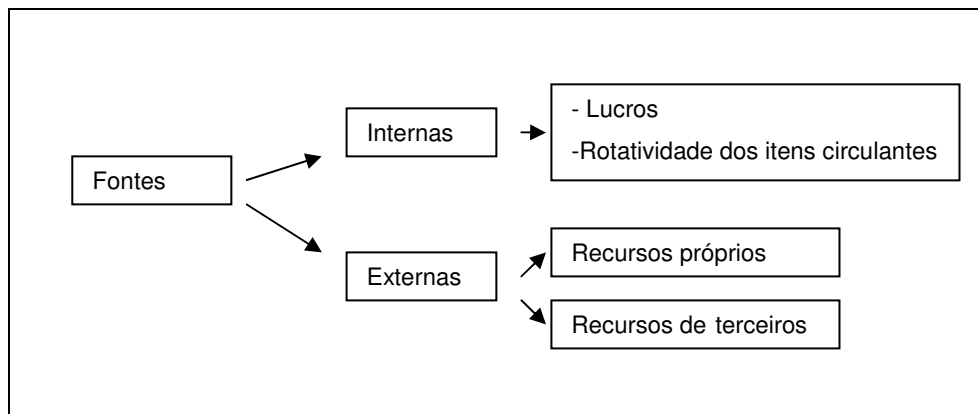 Fontes
Internas
- Lucros
-Rotatividade dos itens circulantes
Externas
Recursos próprios
Recursos de terceiros